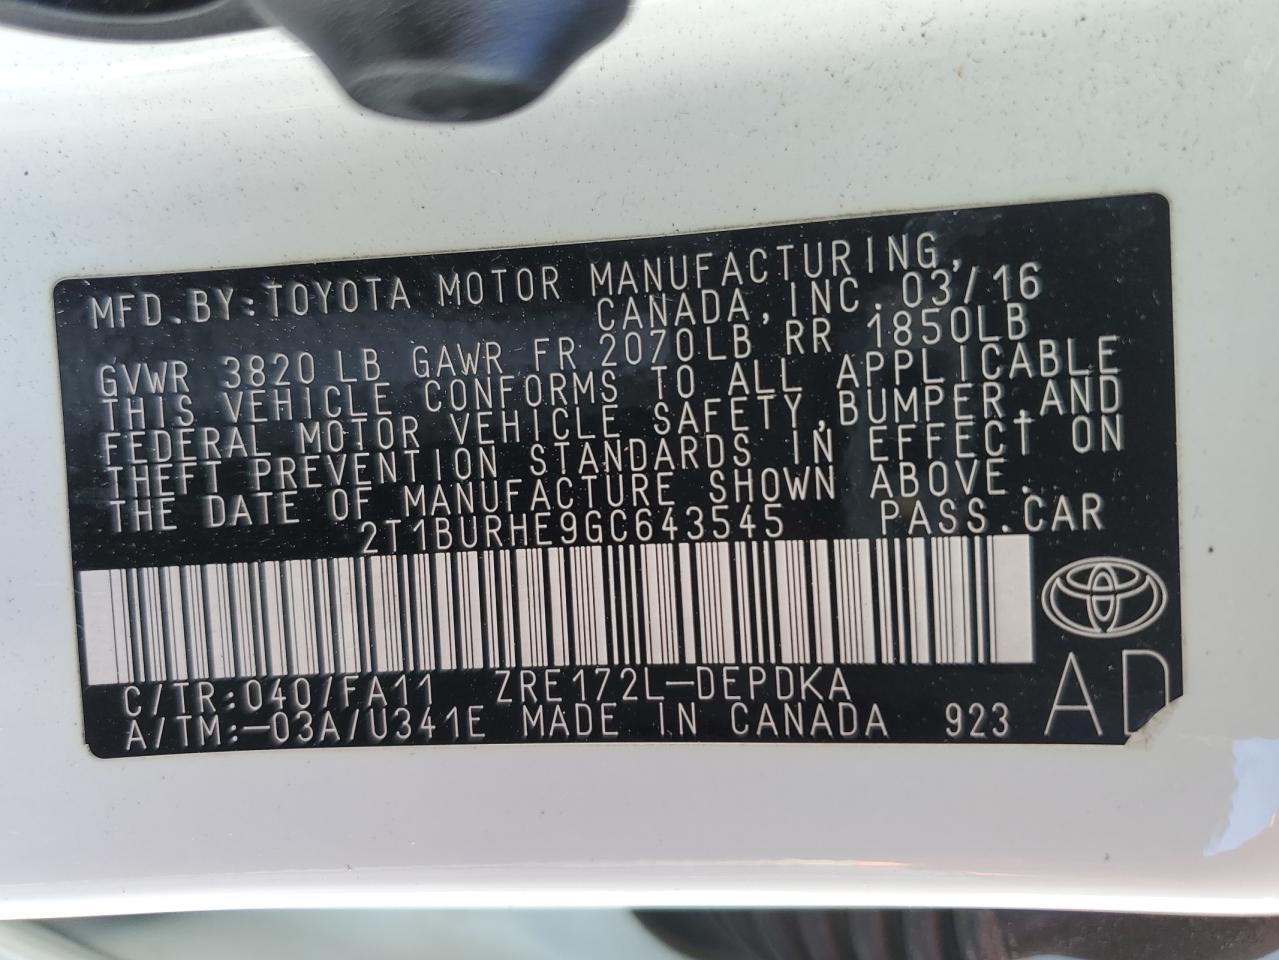 MFD.BY:TOYOTA MOTOR MANUFACTURING,
CANADA,INC. 03/16
GVWR 3820LB GAWR FR 2070LB RR 1850LB
THIS VEHICLE CONFORMS TO ALL APPLICABLE
FEDERAL MOTOR VEHICLE SAFETY,BUMPER,AND
THEFT PREVENTION STANDARDS IN EFFECT ON
THE DATE OF MANUFACTURE SHOWN ABOVE.
2T1BURHE9GC643545 PASS.CAR
C/TR:040/FA11 ZRE172L-DEPDKA
A/TM:-03A/U341E MADE IN CANADA 923
AD